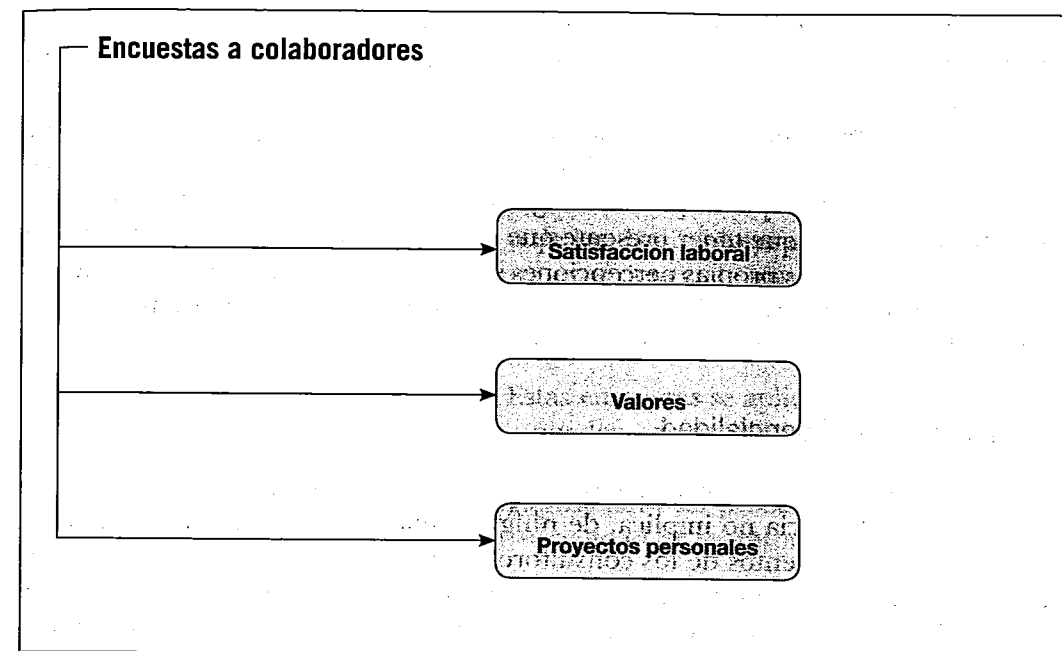 Encuestas a colaboradores
Satisfacción laboral
Valores
Proyectos personales